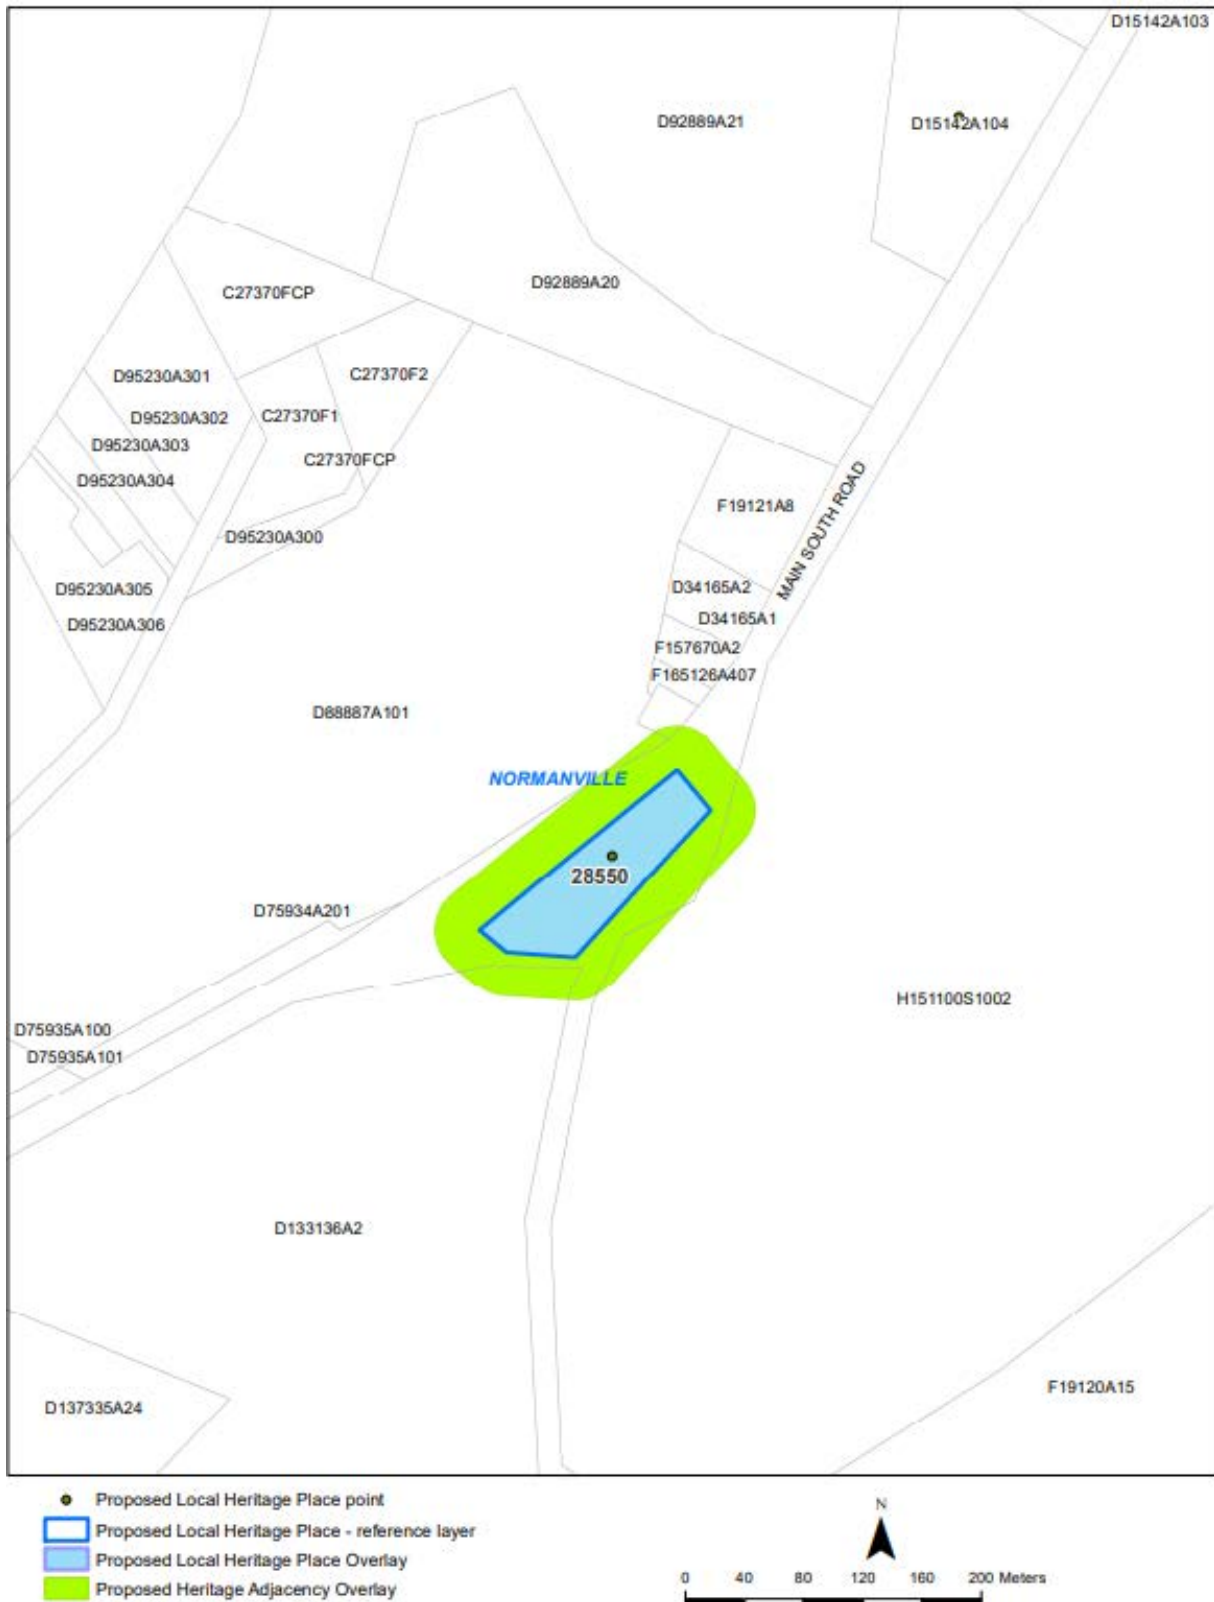 D15142A103
D92889A21
D15142A104
D92889A20
C27370FCP
D95230A301
C27370F2
D95230A302
C27370F1
D95230A303
C27370FCP
D95230A304
F19121A8
D95230A300
MAIN SOUTH ROAD
D95230A305
D34165A2
D34165A1
D95230A306
F157670A2
F165126A407
D88887A101
NORMANVILLE
28550
D75934A201
H151100S1002
D75935A100
D75935A101
D133136A2
F19120A15
D137335A24
Proposed Local Heritage Place point
Proposed Local Heritage Place - reference layer
Proposed Local Heritage Place Overlay
Proposed Heritage Adjacency Overlay
N
0 40 80 120 160 200 Meters